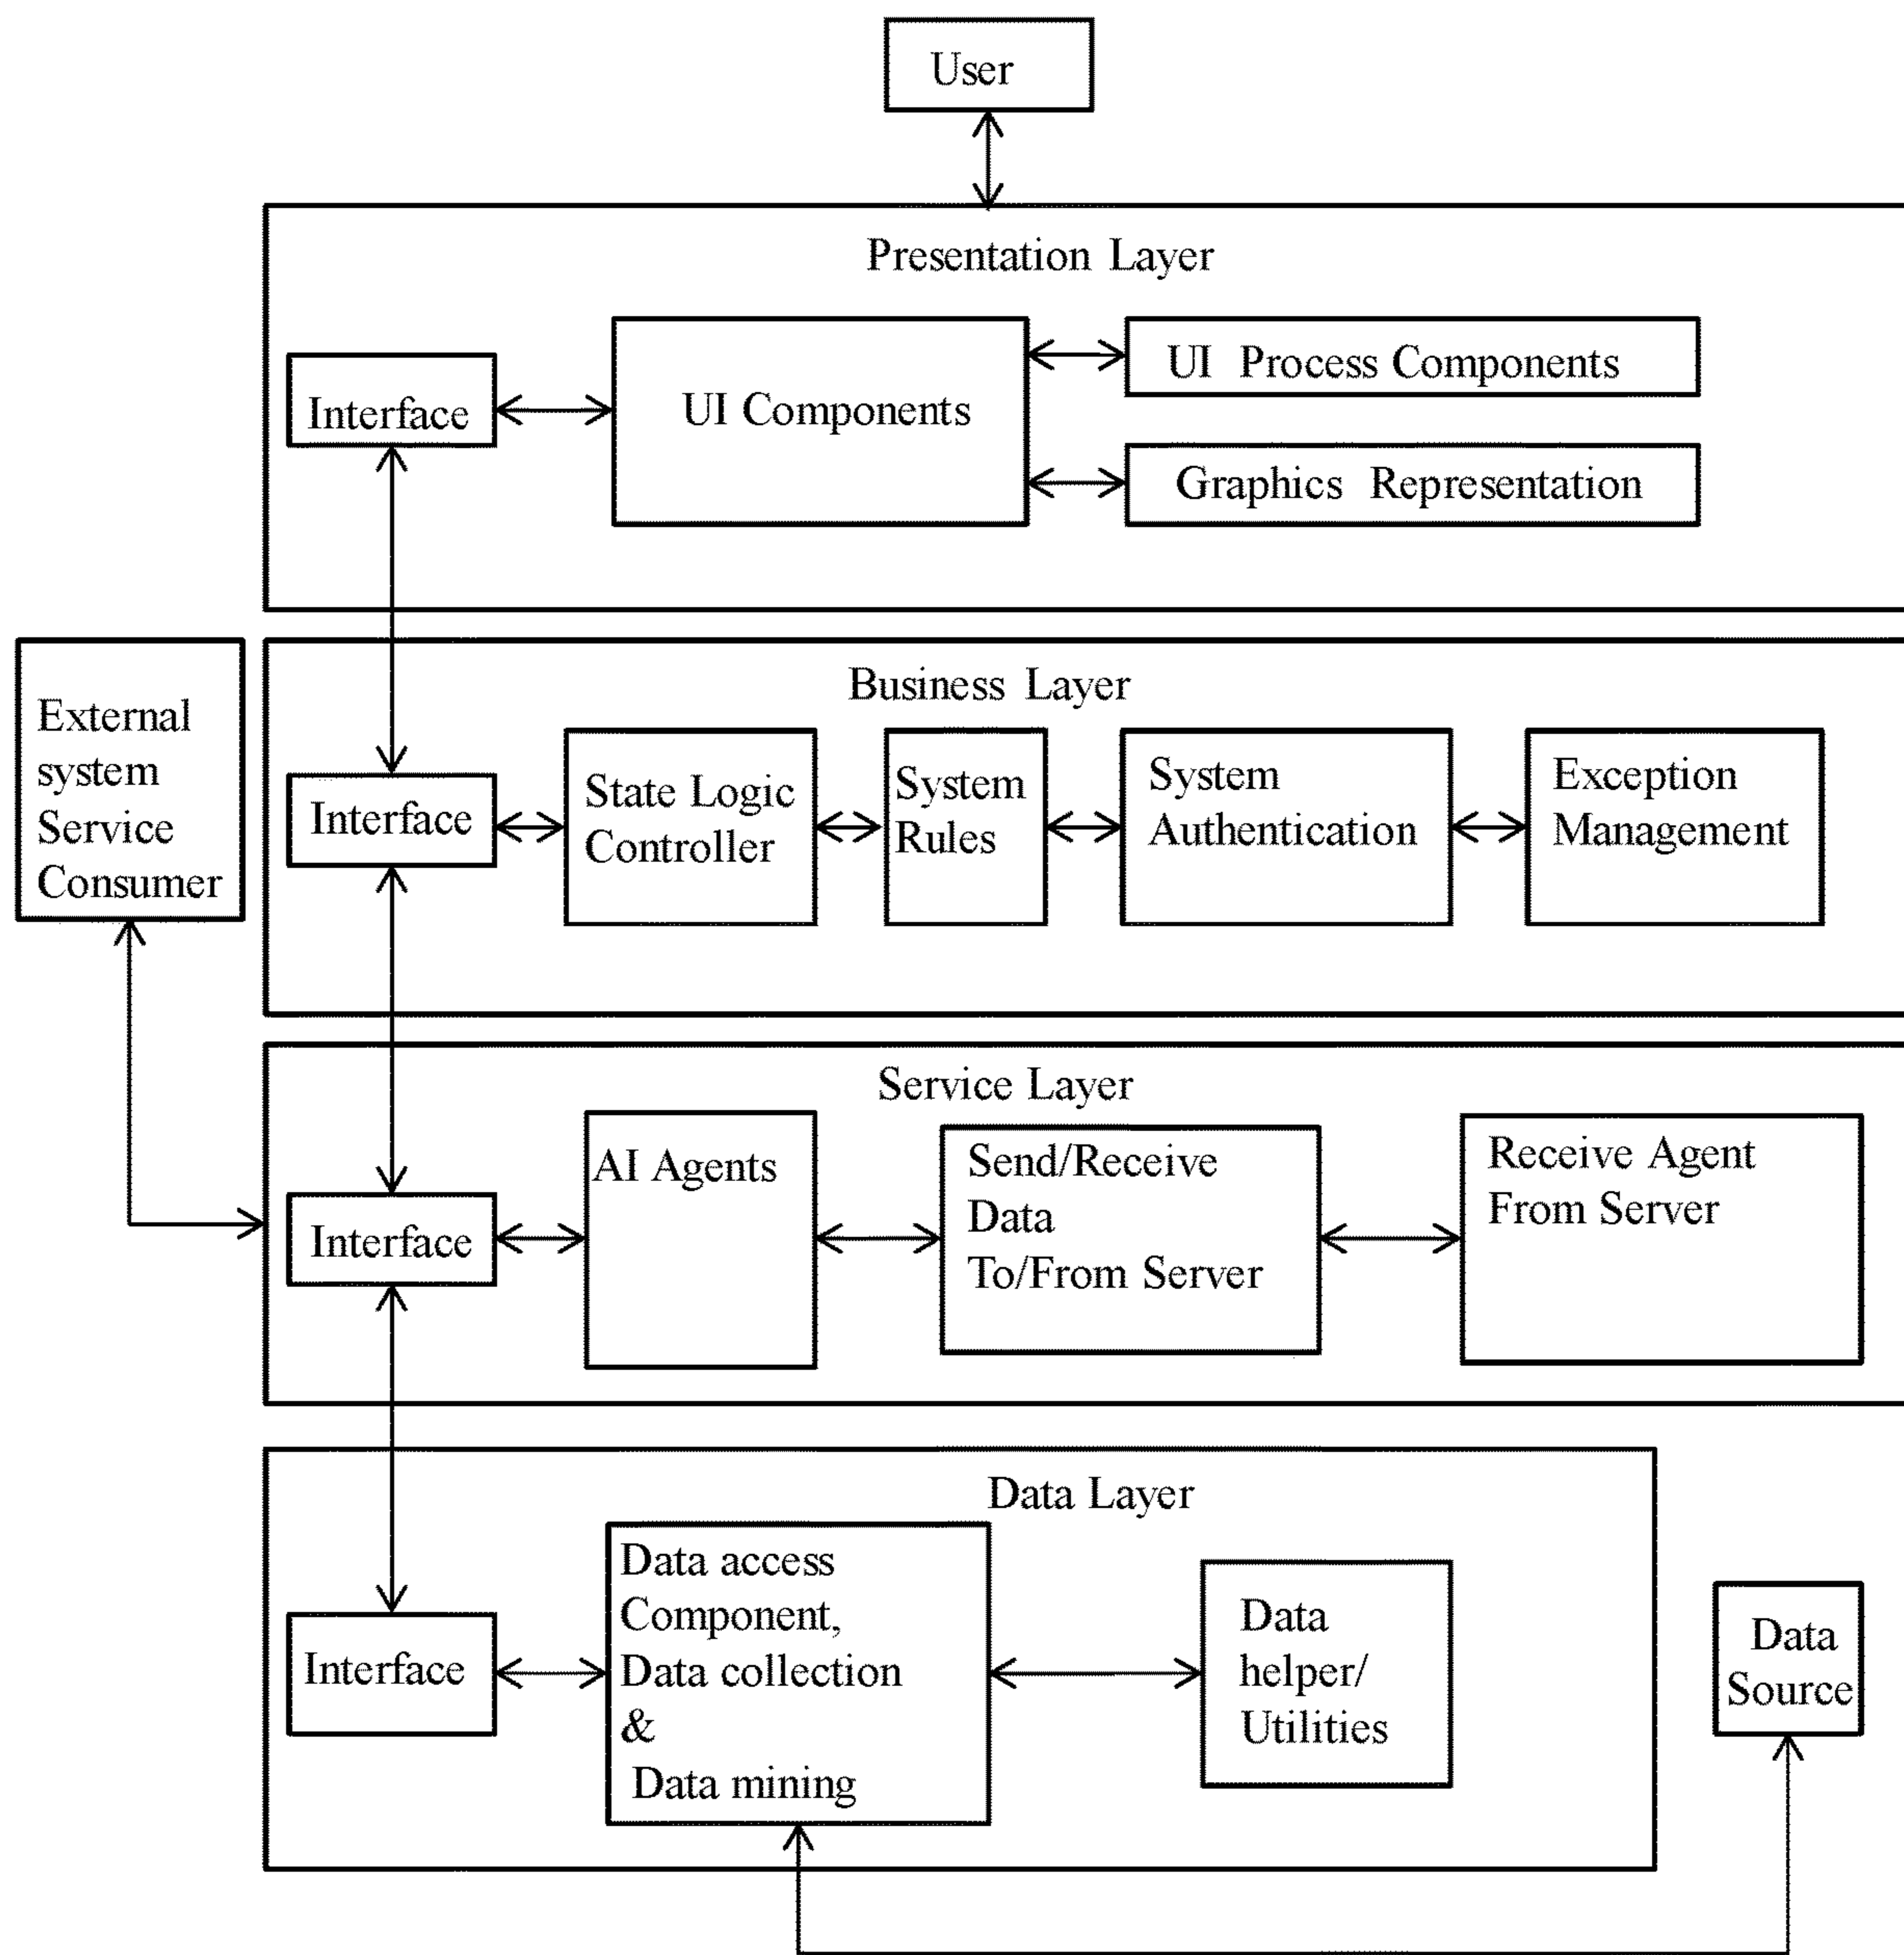 User
Presentation Layer
Interface
UI Components
UI Process Components
Graphics Representation
External
system
Service
Consumer
Business Layer
Interface
State Logic
Controller
System
Rules
System
Authentication
Exception
Management
Service Layer
Interface
AI Agents
Send/Receive
Data
To/From Server
Receive Agent
From Server
Data Layer
Interface
Data access
Component,
Data collection
&
Data mining
Data
helper/
Utilities
Data
Source